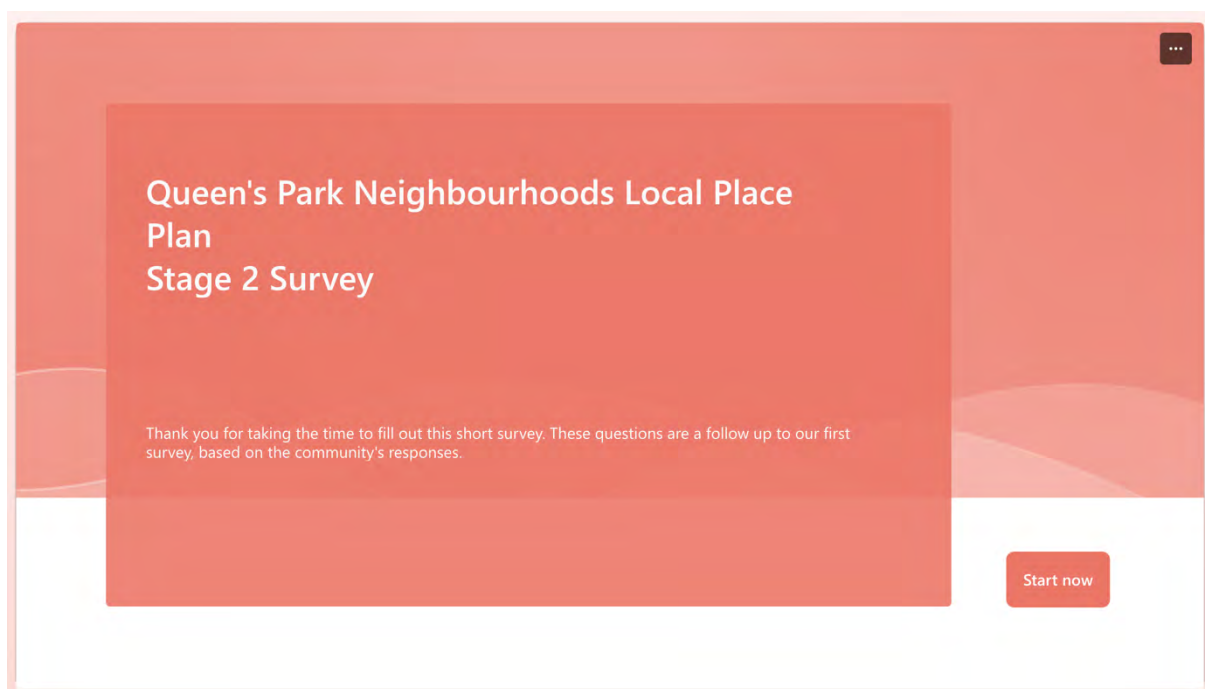 Queen's Park Neighbourhoods Local Place
Plan
Stage 2 Survey
Thank you for taking the time to fill out this short survey. These questions are a follow up to our first
survey, based on the community's responses.
Start now